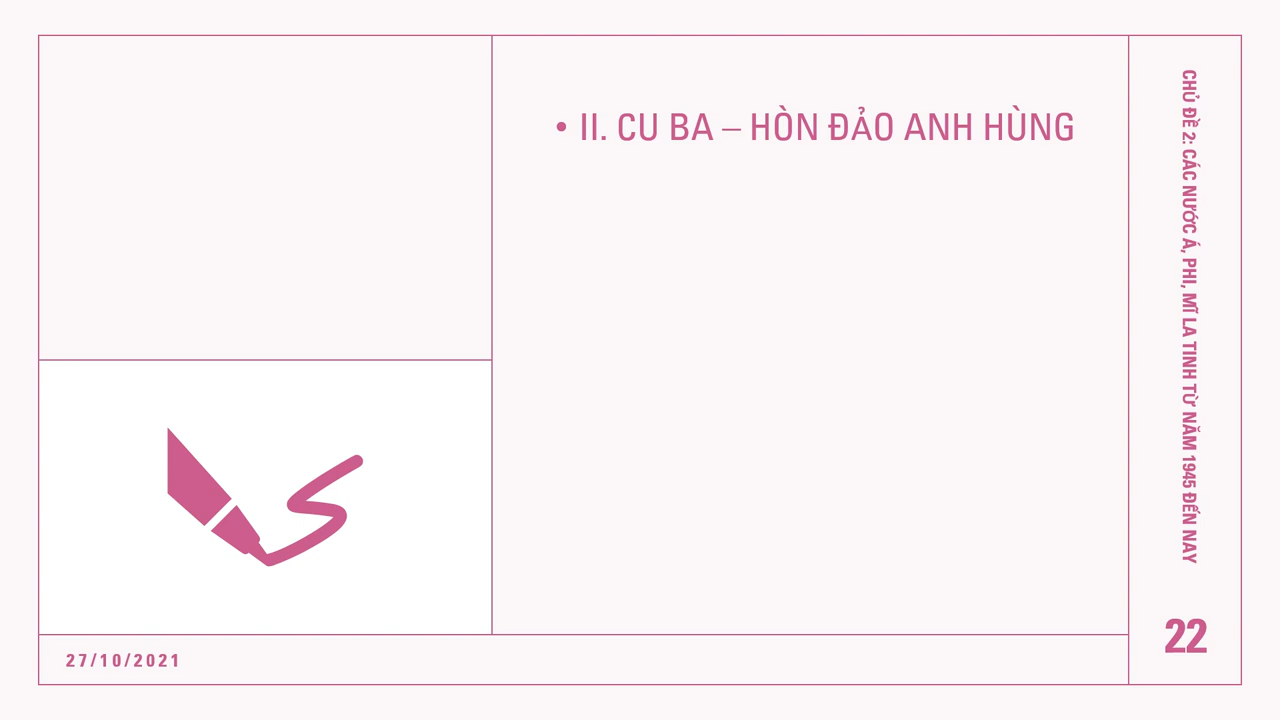 • II. CU BA – HÒN ĐẢO ANH HÙNG
CHỦ ĐỀ 2: CÁC NƯỚC Á, PHI, MĨ LA TINH TỪ NĂM 1945 ĐẾN NAY
27/10/2021
22